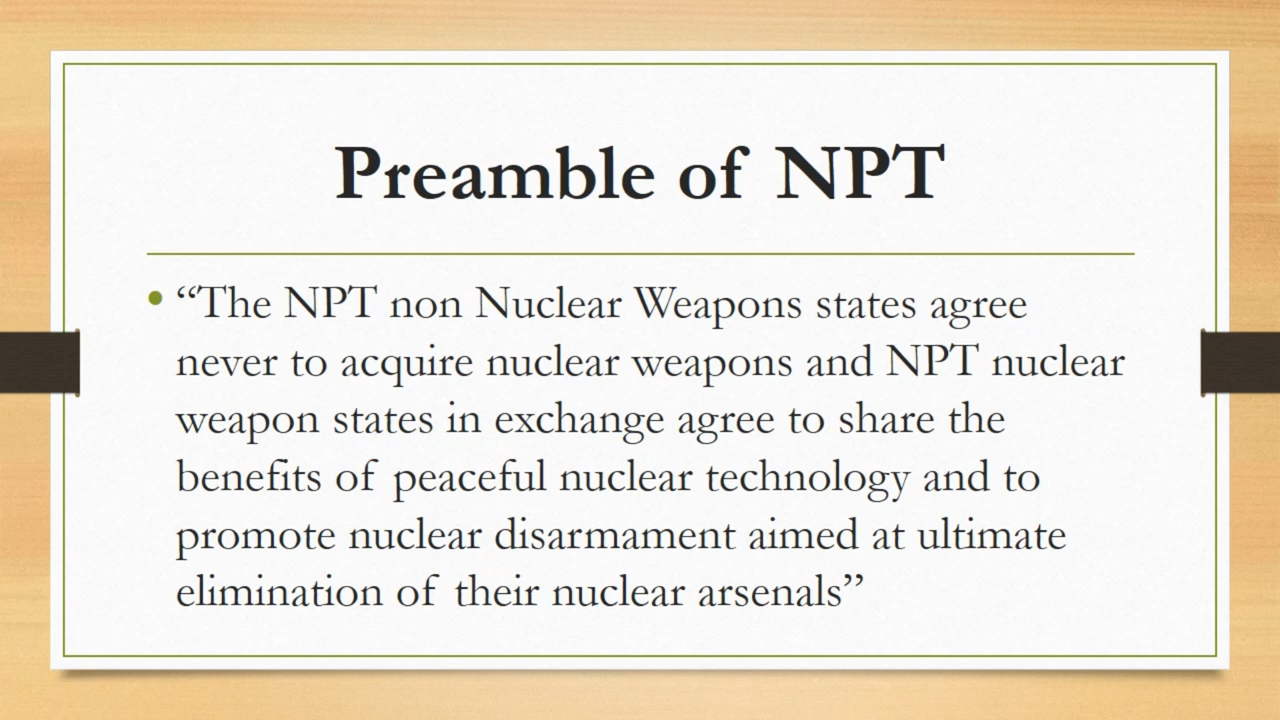 Preamble of NPT
• “The NPT non Nuclear Weapons states agree
never to acquire nuclear weapons and NPT nuclear
weapon states in exchange agree to share the
benefits of peaceful nuclear technology and to
promote nuclear disarmament aimed at ultimate
elimination of their nuclear arsenals”